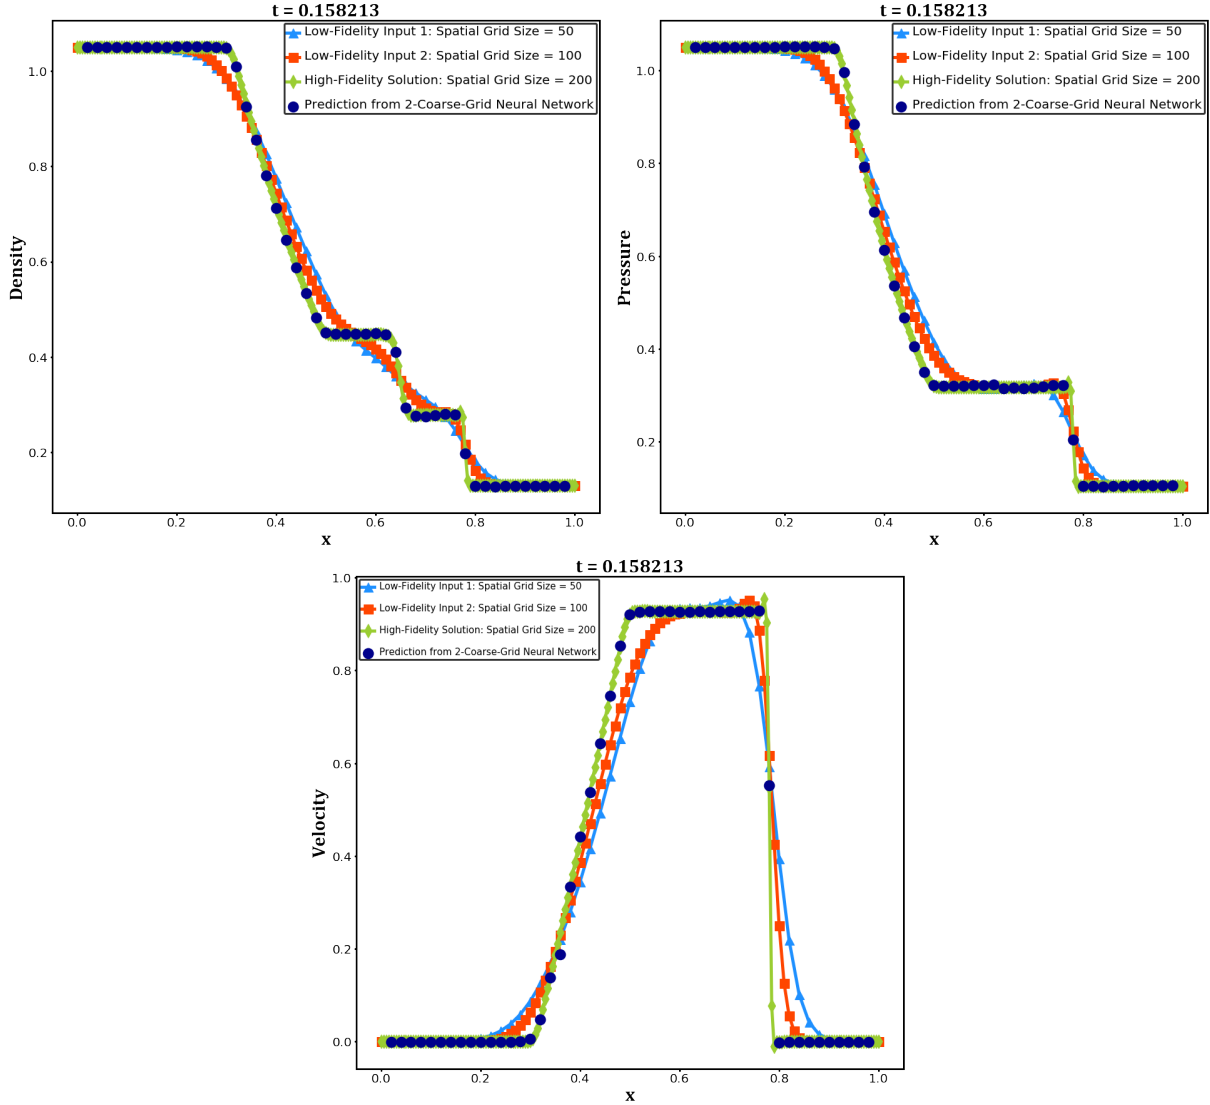 t = 0.158213
Low-Fidelity Input 1: Spatial Grid Size = 50
Low-Fidelity Input 2: Spatial Grid Size = 100
High-Fidelity Solution: Spatial Grid Size = 200
Prediction from 2-Coarse-Grid Neural Network
Density
1.0
0.8
0.6
0.4
0.2
0.0 0.2 0.4 0.6 0.8 1.0
x
t = 0.158213
Low-Fidelity Input 1: Spatial Grid Size = 50
Low-Fidelity Input 2: Spatial Grid Size = 100
High-Fidelity Solution: Spatial Grid Size = 200
Prediction from 2-Coarse-Grid Neural Network
Pressure
1.0
0.8
0.6
0.4
0.2
0.0 0.2 0.4 0.6 0.8 1.0
x
t = 0.158213
Low-Fidelity Input 1: Spatial Grid Size = 50
Low-Fidelity Input 2: Spatial Grid Size = 100
High-Fidelity Solution: Spatial Grid Size = 200
Prediction from 2-Coarse-Grid Neural Network
Velocity
1.0
0.8
0.6
0.4
0.2
0.0
0.0 0.2 0.4 0.6 0.8 1.0
x